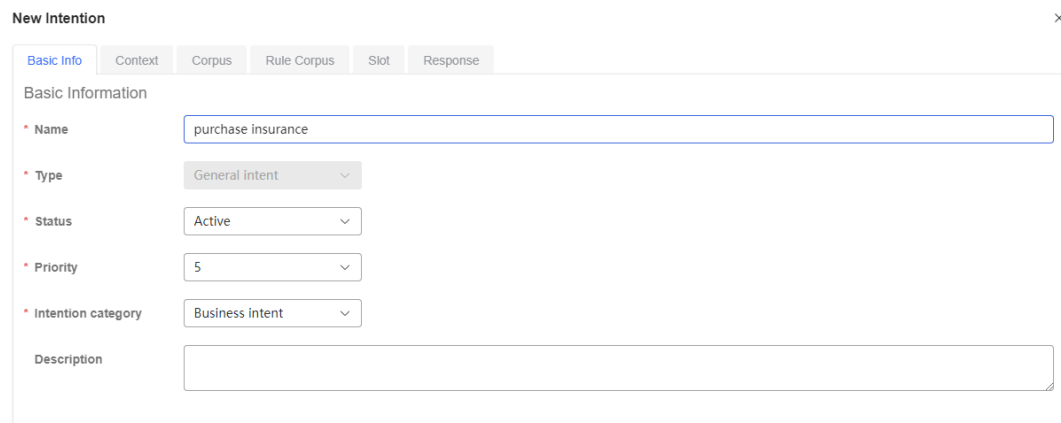 New Intention
Basic Info Context Corpus Rule Corpus Slot Response
Basic Information
* Name purchase insurance
* Type General intent
* Status Active
* Priority 5
* Intention category Business intent
Description